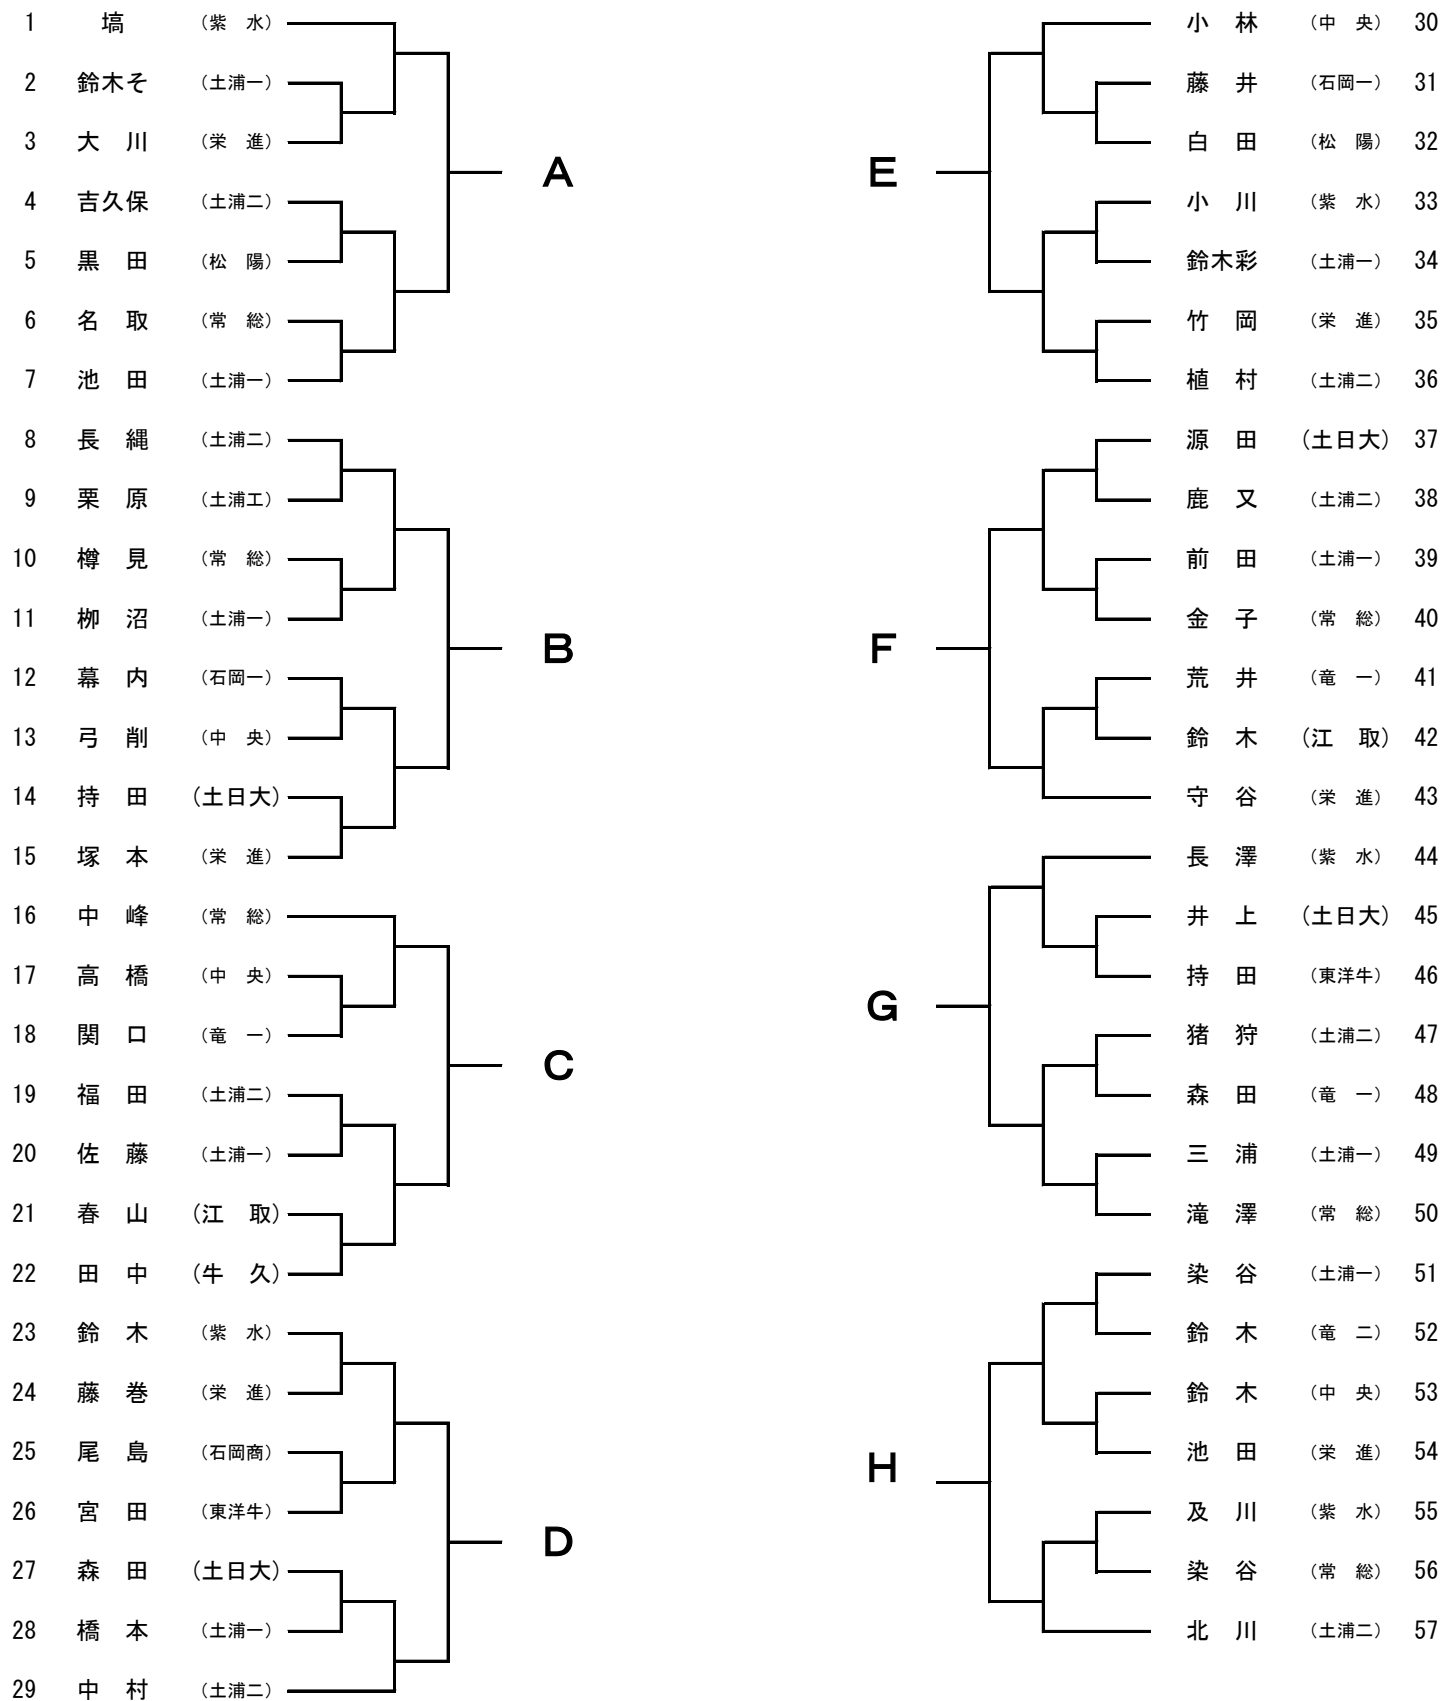 1 塙 （紫 水）
2 鈴木そ （土浦一）
3 大 川 （栄 進）
A
4 吉久保 （土浦二）
5 黒 田 （松 陽）
6 名 取 （常 総）
7 池 田 （土浦一）
8 長 縄 （土浦二）
9 栗 原 （土浦工）
10 樽 見 （常 総）
11 栁 沼 （土浦一）
B
12 幕 内 （石岡一）
13 弓 削 （中 央）
14 持 田 （土日大）
15 塚 本 （栄 進）
16 中 峰 （常 総）
17 高 橋 （中 央）
18 関 口 （竜 一）
C
19 福 田 （土浦二）
20 佐 藤 （土浦一）
21 春 山 （江 取）
22 田 中 （牛 久）
23 鈴 木 （紫 水）
24 藤 巻 （栄 進）
25 尾 島 （石岡商）
26 宮 田 （東洋牛）
D
27 森 田 （土日大）
28 橋 本 （土浦一）
29 中 村 （土浦二）
小 林 （中 央） 30
藤 井 （石岡一） 31
白 田 （松 陽） 32
E
小 川 （紫 水） 33
鈴木彩 （土浦一） 34
竹 岡 （栄 進） 35
植 村 （土浦二） 36
源 田 （土日大） 37
鹿 又 （土浦二） 38
前 田 （土浦一） 39
金 子 （常 総） 40
F
荒 井 （竜 一） 41
鈴 木 （江 取） 42
守 谷 （栄 進） 43
長 澤 （紫 水） 44
井 上 （土日大） 45
持 田 （東洋牛） 46
G
猪 狩 （土浦二） 47
森 田 （竜 一） 48
三 浦 （土浦一） 49
滝 澤 （常 総） 50
染 谷 （土浦一） 51
鈴 木 （竜 二） 52
鈴 木 （中 央） 53
池 田 （栄 進） 54
H
及 川 （紫 水） 55
染 谷 （常 総） 56
北 川 （土浦二） 57